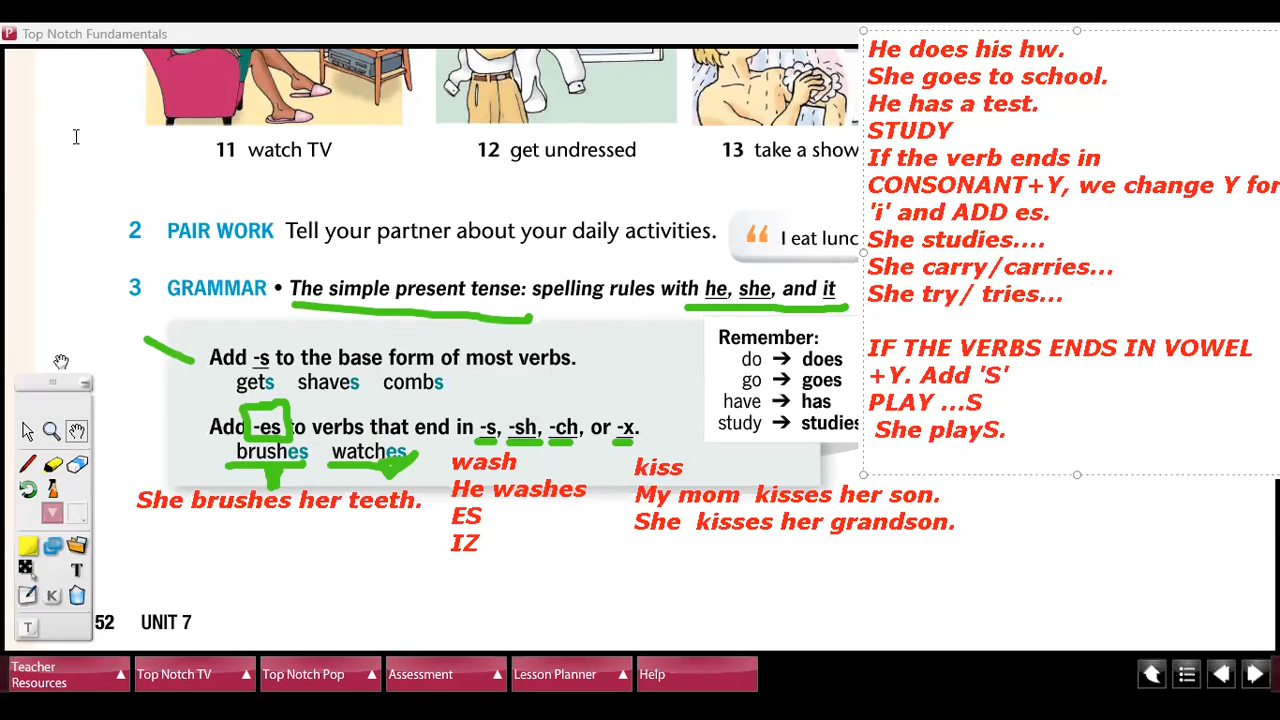 Top Notch Fundamentals
11 watch TV
12 get undressed
13 take a show
2 PAIR WORK Tell your partner about your daily activities.
I eat lunc
3 GRAMMAR • The simple present tense: spelling rules with he, she, and it
Add -s to the base form of most verbs.
gets shaves combs
Add -es to verbs that end in -s, -sh, -ch, or -x.
brushes watches
Remember:
do → does
go → goes
have → has
study → studies
She brushes her teeth.
wash
He washes
ES
IZ
kiss
My mom kisses her son.
She kisses her grandson.
He does his hw.
She goes to school.
He has a test.
STUDY
If the verb ends in
CONSONANT+Y, we change Y for
'i' and ADD es.
She studies....
She carry/carries...
She try/ tries...
IF THE VERBS ENDS IN VOWEL
+Y. Add 'S'
PLAY ...S
She playS.
52 UNIT 7
T
K
T
Teacher
Resources
Top Notch TV
Top Notch Pop
Assessment
Lesson Planner
Help